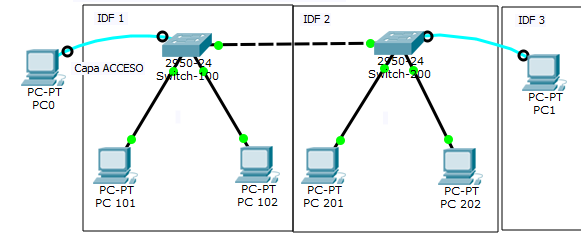 IDF 1
IDF 2
IDF 3
Capa ACCESO
2950-24
Switch-100
2950-24
Switch-200
PC-PT
PC0
PC-PT
PC1
PC-PT
PC 101
PC-PT
PC 102
PC-PT
PC 201
PC-PT
PC 202